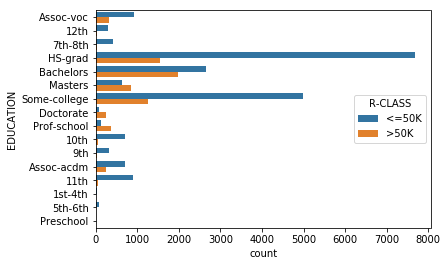 Assoc-voc
12th
7th-8th
HS-grad
Bachelors
Masters
Some-college
Doctorate
Prof-school
10th
9th
Assoc-acdm
11th
1st-4th
5th-6th
Preschool
EDUCATION
R-CLASS
<=50K
>50K
0 1000 2000 3000 4000 5000 6000 7000 8000
count